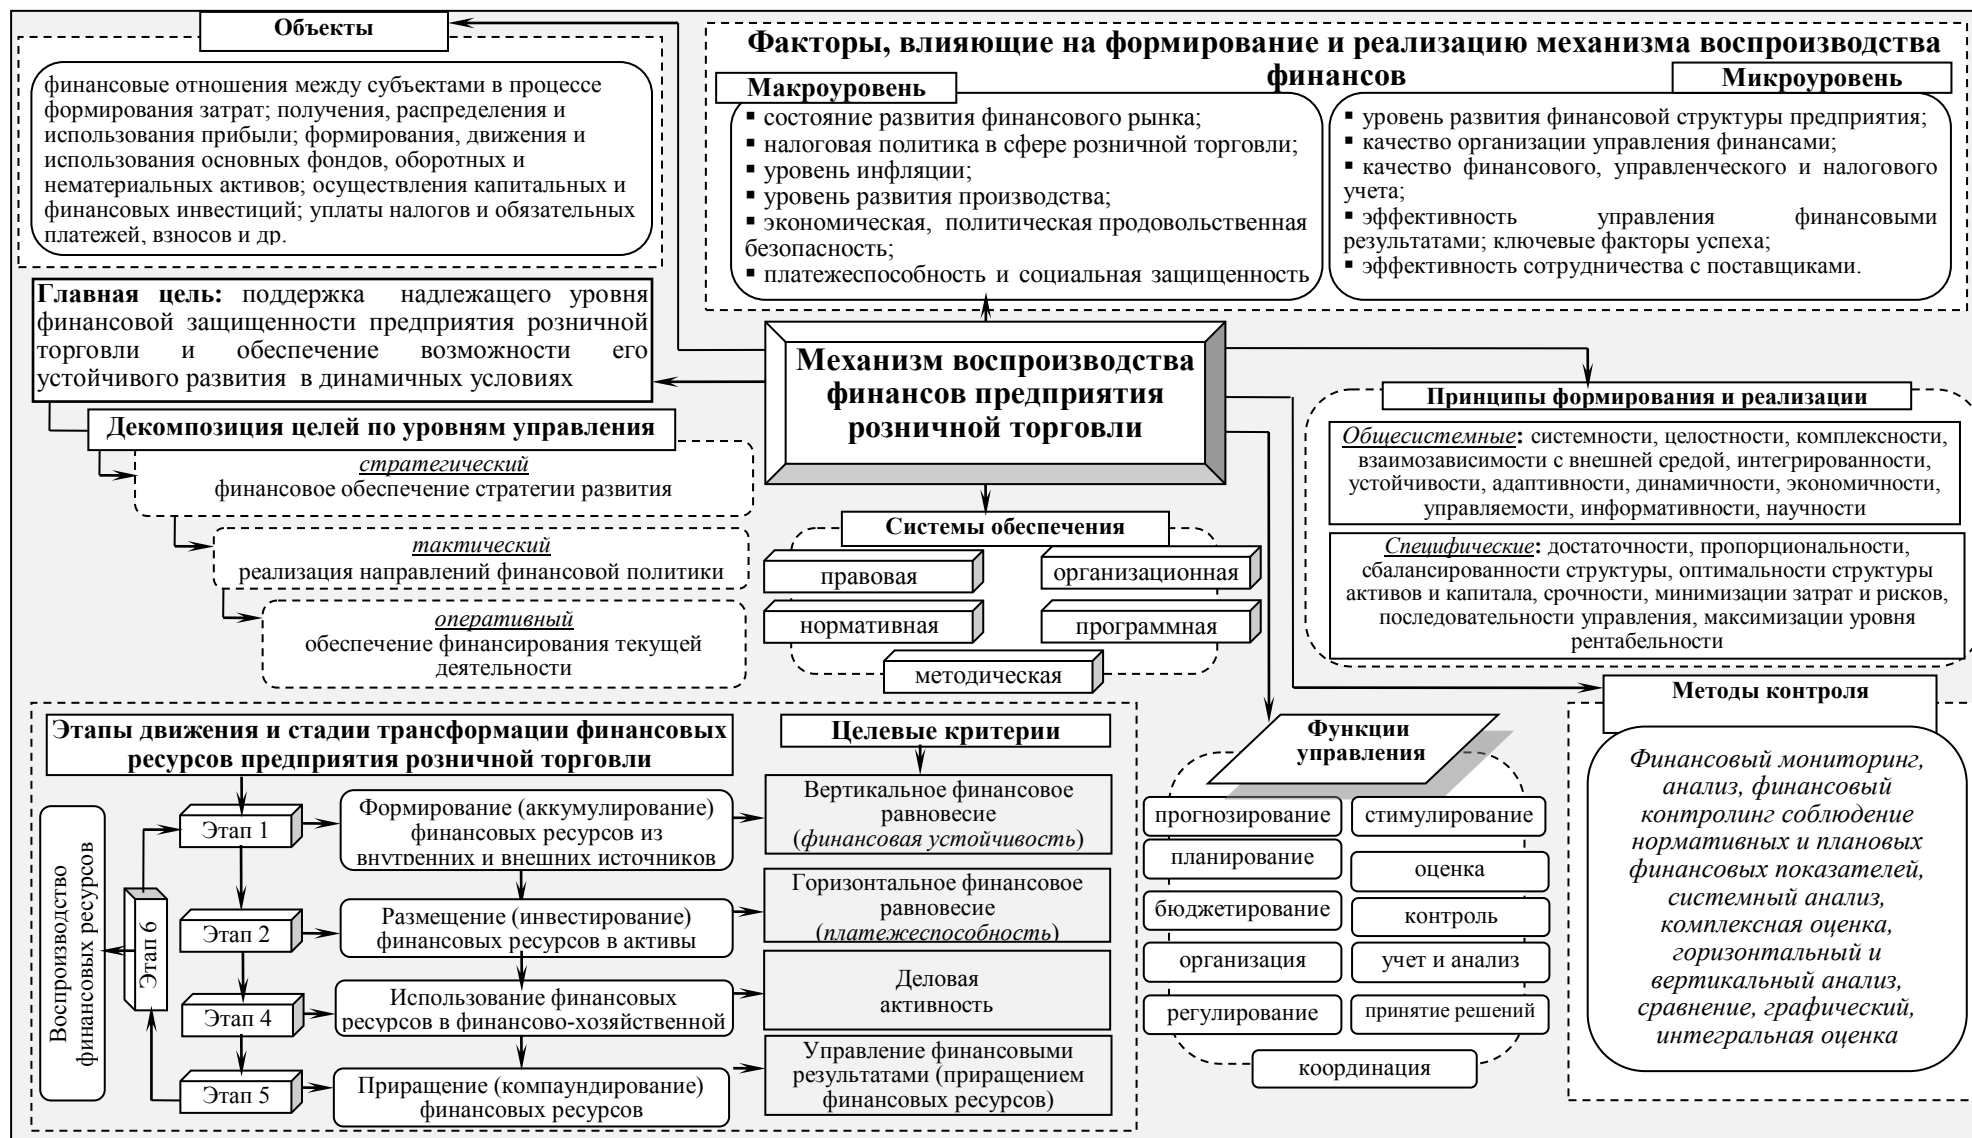 Объекты
финансовые отношения между субъектами в процессе
формирования затрат; получения, распределения и
использования прибыли; формирования, движения и
использования основных фондов, оборотных и
нематериальных активов; осуществления капитальных и
финансовых инвестиций; уплаты налогов и обязательных
платежей, взносов и др.
Факторы, влияющие на формирование и реализацию механизма воспроизводства
финансов
Макроуровень
▪ состояние развития финансового рынка;
▪ налоговая политика в сфере розничной торговли;
▪ уровень инфляции;
▪ уровень развития производства;
▪ экономическая, политическая продовольственная
безопасность;
▪ платежеспособность и социальная защищенность
Микроуровень
▪ уровень развития финансовой структуры предприятия;
▪ качество организации управления финансами;
▪ качество финансового, управленческого и налогового
учета;
▪ эффективность управления финансовыми
результатами; ключевые факторы успеха;
▪ эффективность сотрудничества с поставщиками.
Главная цель: поддержка надлежащего уровня
финансовой защищенности предприятия розничной
торговли и обеспечение возможности его
устойчивого развития в динамичных условиях
Механизм воспроизводства
финансов предприятия
розничной торговли
Декомпозиция целей по уровням управления
стратегический
финансовое обеспечение стратегии развития
тактический
реализация направлений финансовой политики
оперативный
обеспечение финансирования текущей
деятельности
Системы обеспечения
правовая
организационная
нормативная
программная
методическая
Принципы формирования и реализации
Общесистемные: системности, целостности, комплексности,
взаимозависимости с внешней средой, интегрированности,
устойчивости, адаптивности, динамичности, экономичности,
управляемости, информативности, научности
Специфические: достаточности, пропорциональности,
сбалансированности структуры, оптимальности структуры
активов и капитала, срочности, минимизации затрат и рисков,
последовательности управления, максимизации уровня
рентабельности
Этапы движения и стадии трансформации финансовых
ресурсов предприятия розничной торговли
Целевые критерии
Воспроизводство
финансовых ресурсов
Этап 6
Этап 1
Формирование (аккумулирование)
финансовых ресурсов из
внутренних и внешних источников
Вертикальное финансовое
равновесие
(финансовая устойчивость)
Этап 2
Размещение (инвестирование)
финансовых ресурсов в активы
Горизонтальное финансовое
равновесие
(платежеспособность)
Этап 4
Использование финансовых
ресурсов в финансово-хозяйственной
Деловая
активность
Этап 5
Приращение (компаундирование)
финансовых ресурсов
Управление финансовыми
результатами (приращением
финансовых ресурсов)
Функции
управления
прогнозирование
стимулирование
планирование
оценка
бюджетирование
контроль
организация
учет и анализ
регулирование
принятие решений
координация
Методы контроля
Финансовый мониторинг,
анализ, финансовый
контролинг соблюдение
нормативных и плановых
финансовых показателей,
системный анализ,
комплексная оценка,
горизонтальный и
вертикальный анализ,
сравнение, графический,
интегральная оценка